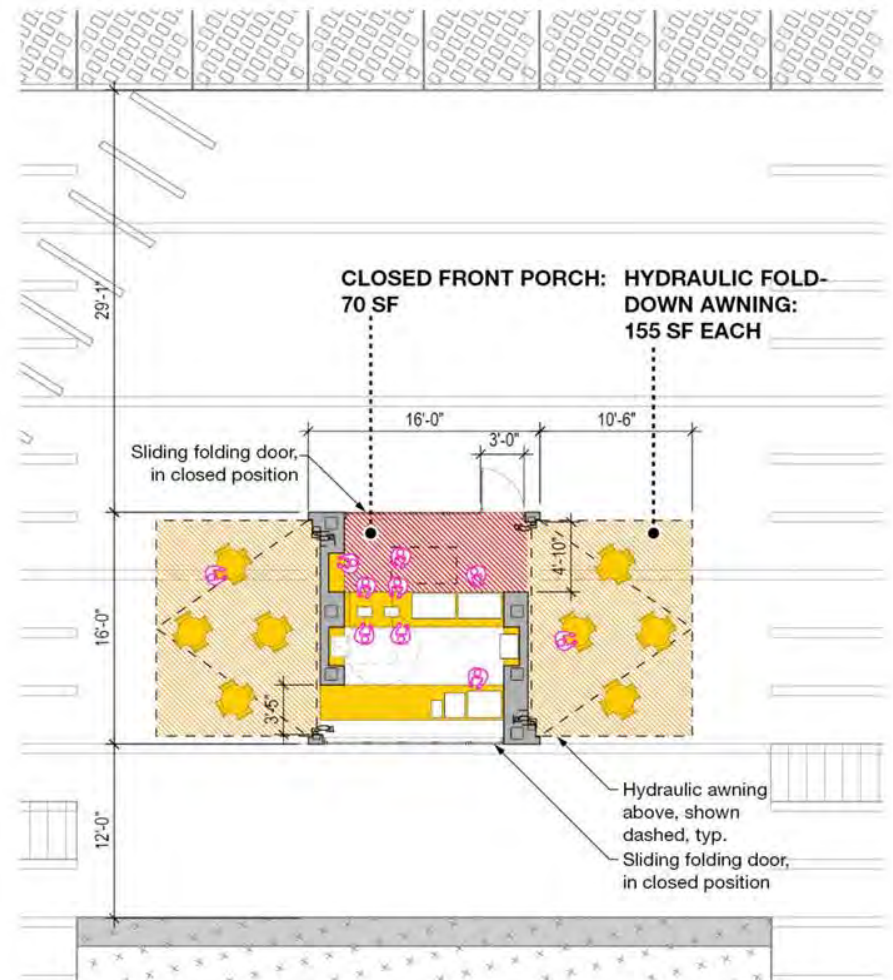 CLOSED FRONT PORCH:
70 SF
HYDRAULIC FOLD-
DOWN AWNING:
155 SF EACH
29'-1"
16'-0"
10'-6"
3'-0"
Sliding folding door,
in closed position
4'-10"
16'-0"
3'-5"
12'-0"
Hydraulic awning
above, shown
dashed, typ.
Sliding folding door,
in closed position